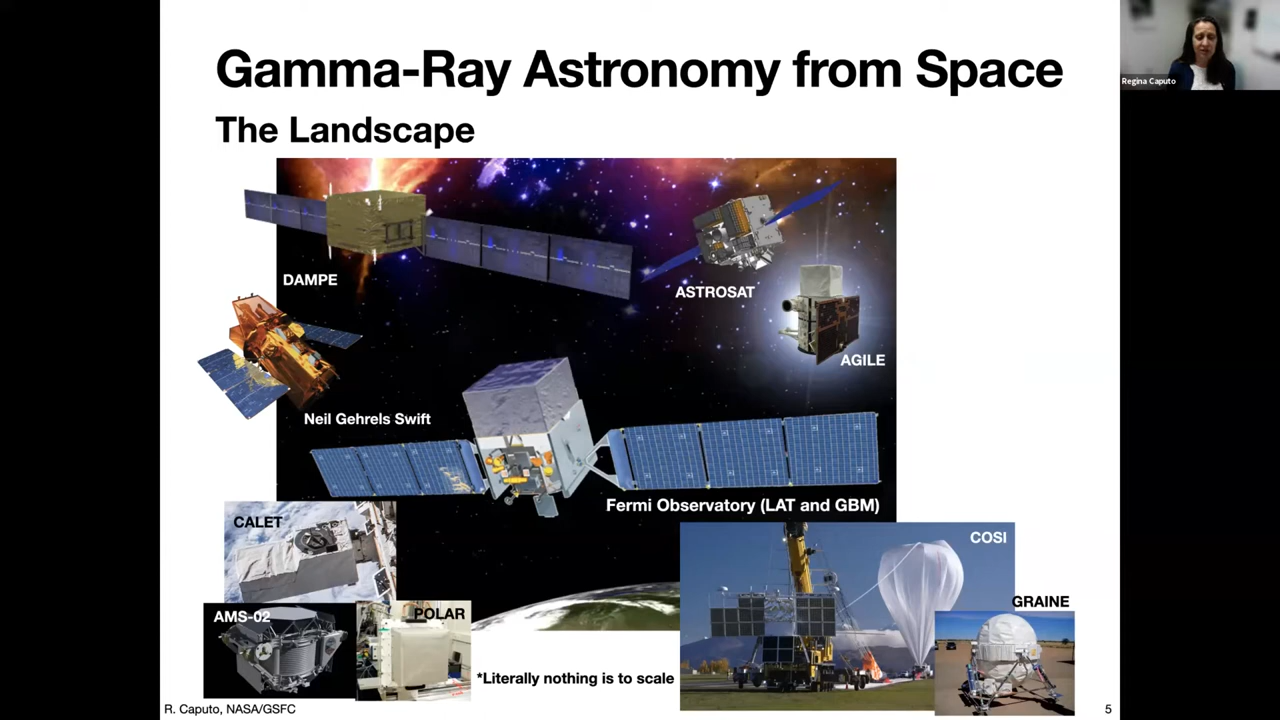 Gamma-Ray Astronomy from Space
The Landscape
Regina Caputo
DAMPE
ASTROSAT
AGILE
Neil Gehrels Swift
Fermi Observatory (LAT and GBM)
CALET
COSI
GRAINE
AMS-02
POLAR
*Literally nothing is to scale
R. Caputo, NASA/GSFC
5